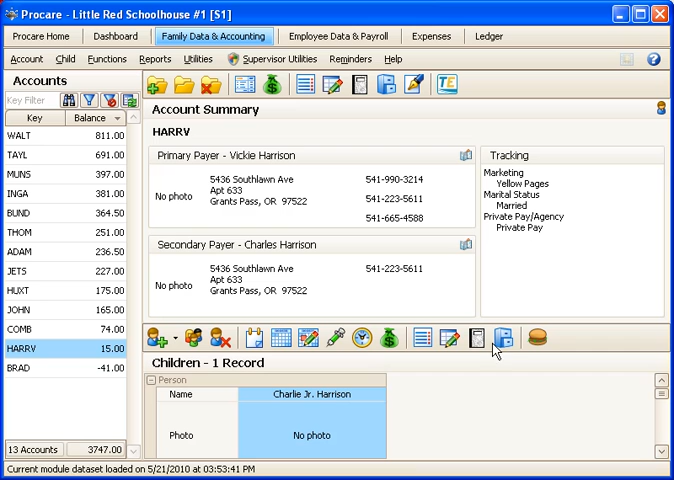 Procare - Little Red Schoolhouse #1 [S1]
Procare Home Dashboard Family Data & Accounting Employee Data & Payroll Expenses Ledger
Account Child Functions Reports Utilities Supervisor Utilities Reminders Help
Accounts
Key Filter
Key Balance
WALT 811.00
TAYL 691.00
MUNS 397.00
INGA 381.00
BUND 364.50
THOM 251.00
ADAM 236.50
JETS 227.00
HUXT 175.00
JOHN 165.00
COMB 74.00
HARRV 15.00
BRAD -41.00
13 Accounts 3747.00
TE
Account Summary
HARRV
Primary Payer - Vickie Harrison
No photo
5436 Southlawn Ave
Apt 633
Grants Pass, OR 97522
541-990-3214
541-223-5611
541-665-4588
Secondary Payer - Charles Harrison
No photo
5436 Southlawn Ave
Apt 633
Grants Pass, OR 97522
541-223-5611
Tracking
Marketing
Yellow Pages
Marital Status
Married
Private Pay/Agency
Private Pay
Children - 1 Record
Person
Name Charlie Jr. Harrison
Photo No photo
Current module dataset loaded on 5/21/2010 at 03:53:41 PM